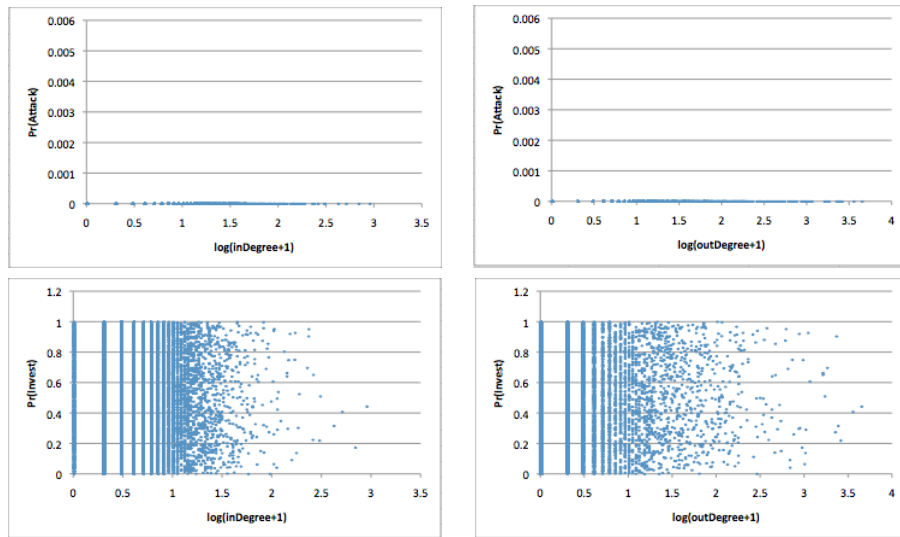 0.006
0.005
0.004
0.003
0.002
0.001
0
Pr(Attack)
0 0.5 1 1.5 2 2.5 3 3.5
log(inDegree+1)
0.006
0.005
0.004
0.003
0.002
0.001
0
Pr(Attack)
0 0.5 1 1.5 2 2.5 3 3.5 4
log(outDegree+1)
1.2
1
0.8
0.6
0.4
0.2
0
Pr(Invest)
0 0.5 1 1.5 2 2.5 3 3.5
log(inDegree+1)
1.2
1
0.8
0.6
0.4
0.2
0
Pr(Invest)
0 0.5 1 1.5 2 2.5 3 3.5 4
log(outDegree+1)